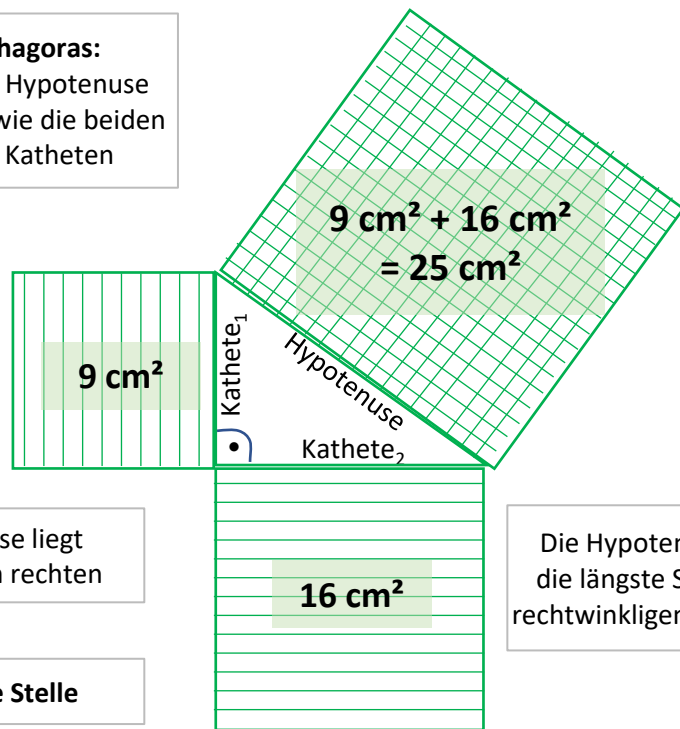 hagoras:
Hypotenuse
wie die beiden
Katheten
9 cm² + 16 cm²
= 25 cm²
9 cm²
Kathete₁
Hypotenuse
Kathete₂
se liegt
rechten
16 cm²
Die Hypoten
die längste S
rechtwinkliger
e Stelle